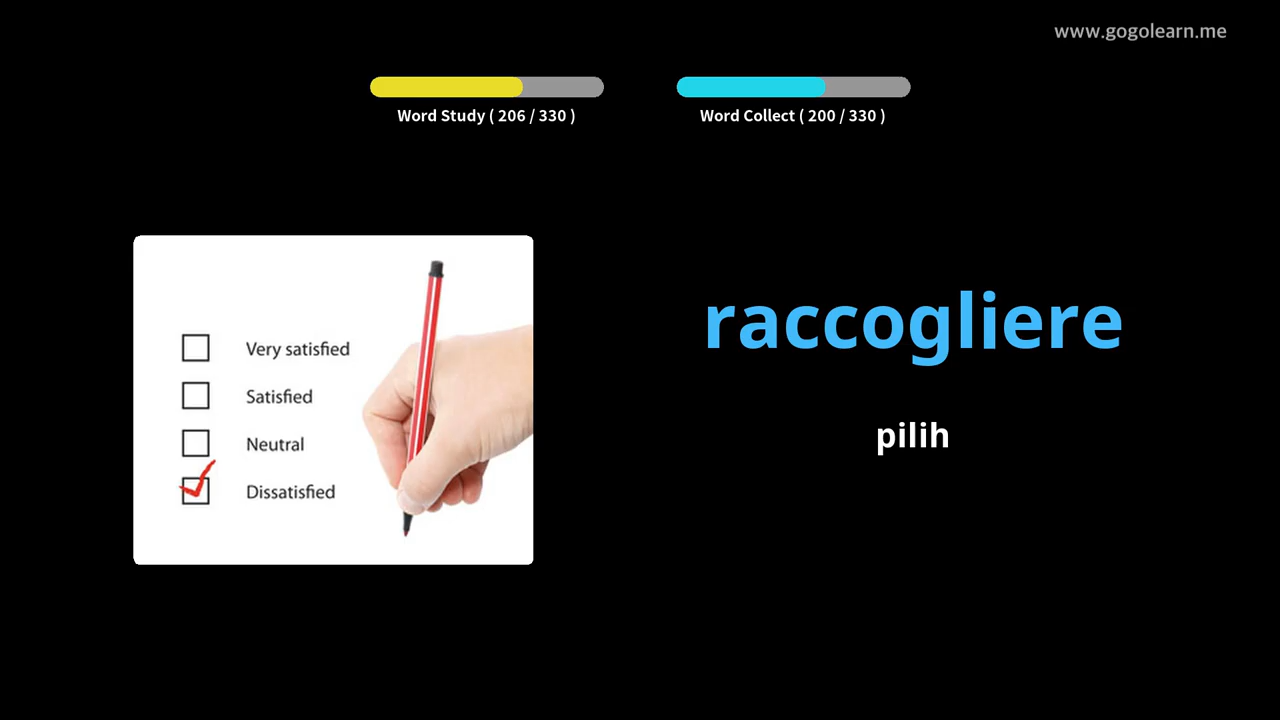 www.gogolearn.me
Word Study ( 206 / 330 )
Word Collect ( 200 / 330 )
Very satisfied
Satisfied
Neutral
Dissatisfied
raccogliere
pilih